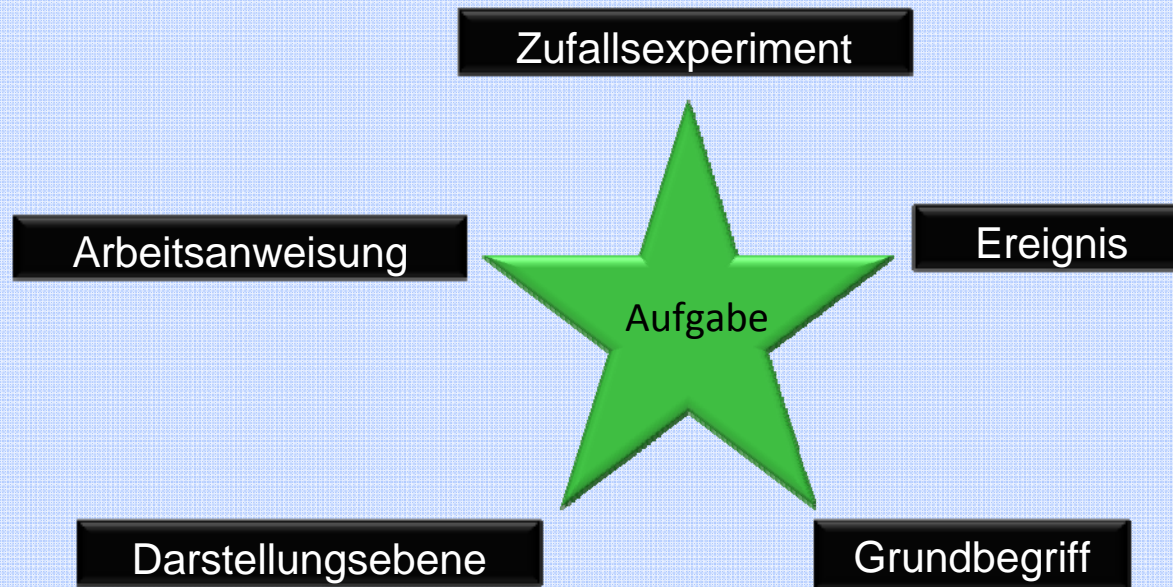 Zufallsexperiment
Arbeitsanweisung
Ereignis
Aufgabe
Darstellungsebene
Grundbegriff